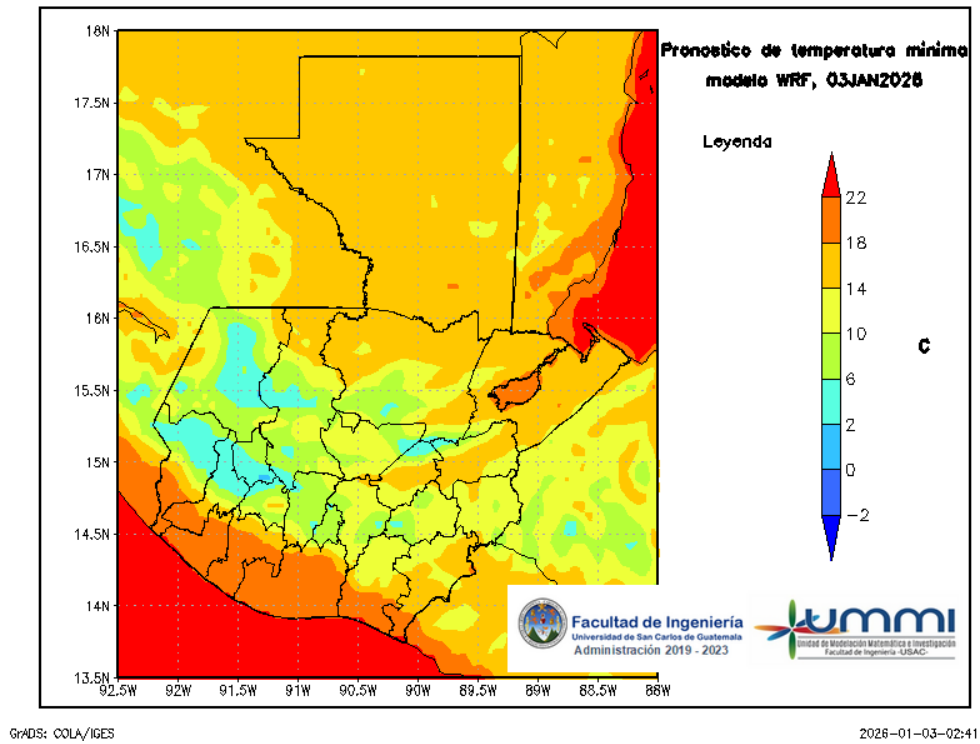 Pronostico de temperatura minima
modelo WRF, 03JAN2026
Leyenda
22
18
14
10
6
2
0
-2
C
18N
17.5N
17N
16.5N
16N
15.5N
15N
14.5N
14N
13.5N
92.5W 92W 91.5W 91W 90.5W 90W 89.5W 89W 88.5W 88W
Facultad de Ingeniería
Universidad de San Carlos de Guatemala
Administración 2019 - 2023
ummi
Unidad de Modelación Matemática e Investigación
Facultad de Ingeniería -USAC-
GrADS: COLA/IGES
2026-01-03-02:41